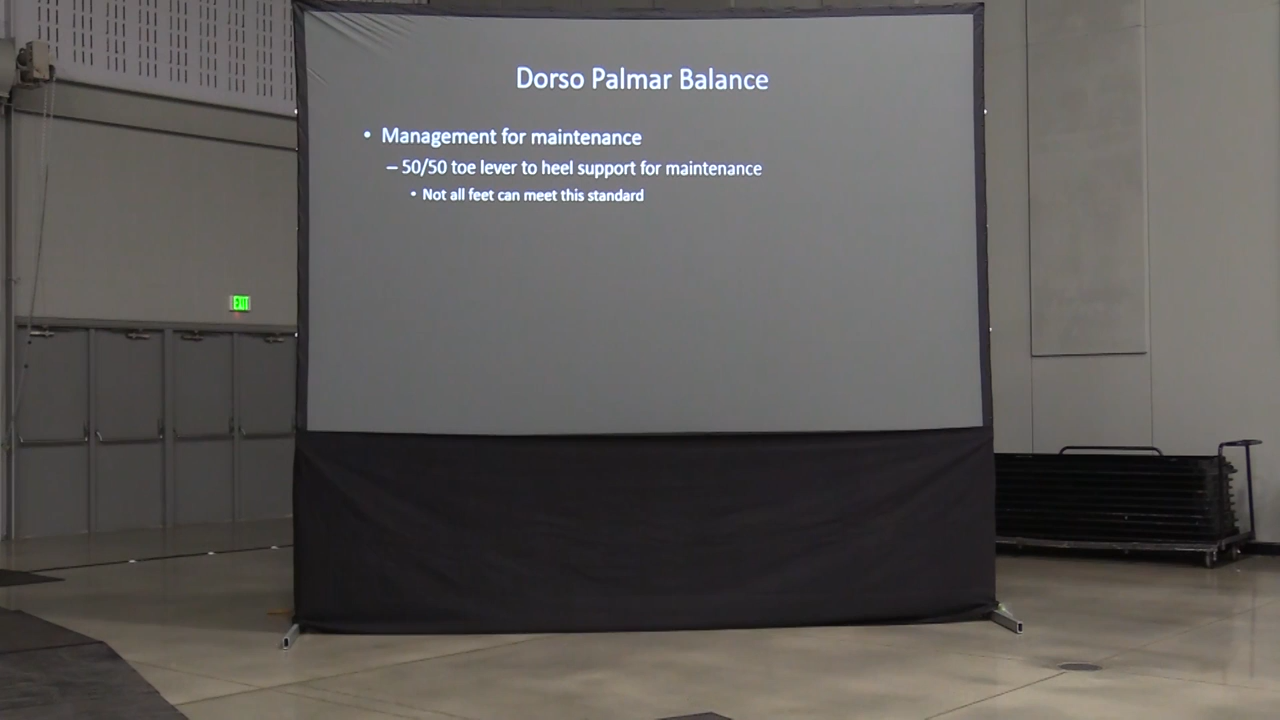 Dorso Palmar Balance
• Management for maintenance
– 50/50 toe lever to heel support for maintenance
• Not all feet can meet this standard
EXIT